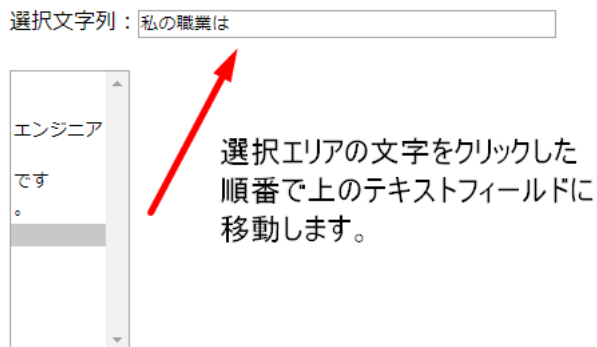 選択文字列：私の職業は
エンジニア
です
。
選択エリアの文字をクリックした
順番で上のテキストフィールドに
移動します。